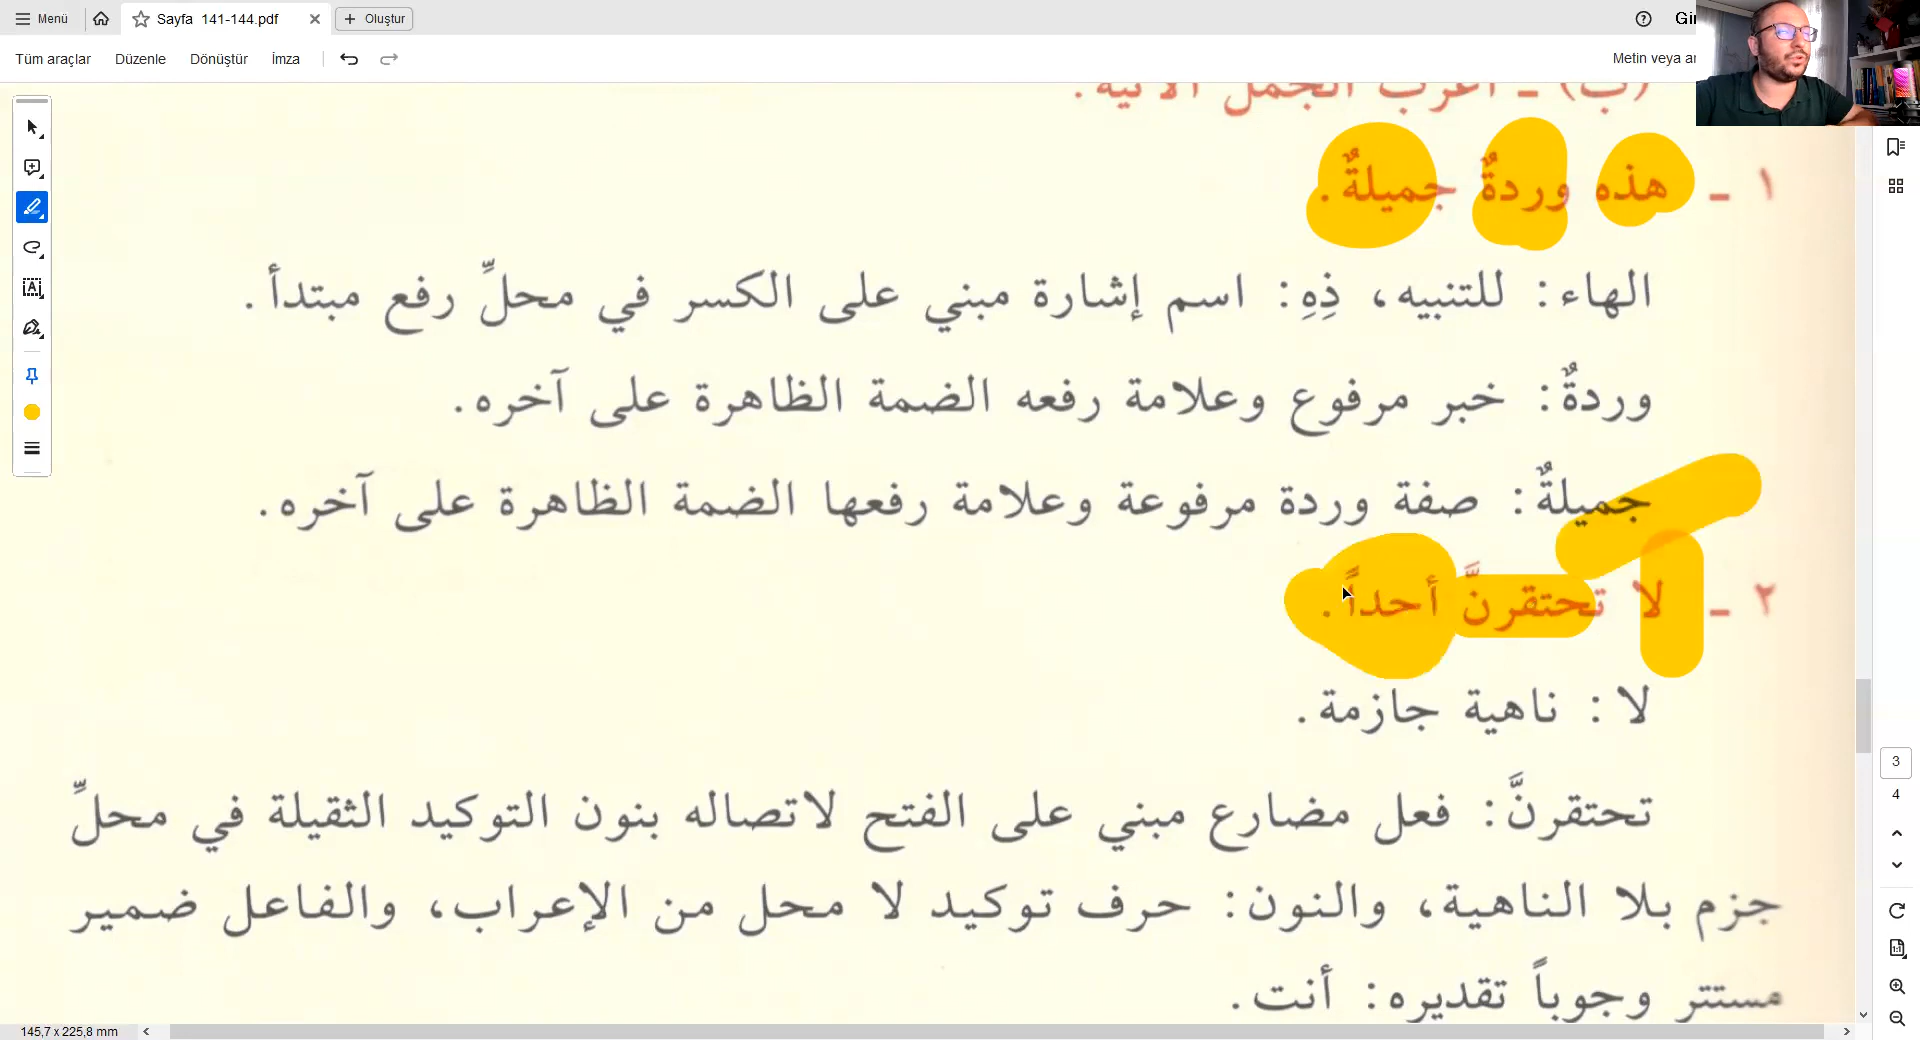 Menü
Sayfa 141-144.pdf
Oluştur
Gir
Tüm araçlar
Düzenle
Dönüştür
İmza
Metin veya ar
(ب) ـ أعرب الجمل الآتية .
١ ـ هذه وردةٌ جميلةٌ .
الهاء : للتنبيه، ذِهِ : اسم إشارة مبني على الكسر في محلِّ رفع مبتدأ .
وردةٌ : خبر مرفوع وعلامة رفعه الضمة الظاهرة على آخره.
جميلةٌ : صفة وردة مرفوعة وعلامة رفعها الضمة الظاهرة على آخره.
٢ ـ لا تحتقرنَّ أحداً .
لا : ناهية جازمة .
تحتقرنَّ : فعل مضارع مبني على الفتح لاتصاله بنون التوكيد الثقيلة في محلِّ
جزم بلا الناهية، والنون : حرف توكيد لا محل من الإعراب، والفاعل ضمير
مستتر وجوباً تقديره : أنت .
3
4
145,7 x 225,8 mm